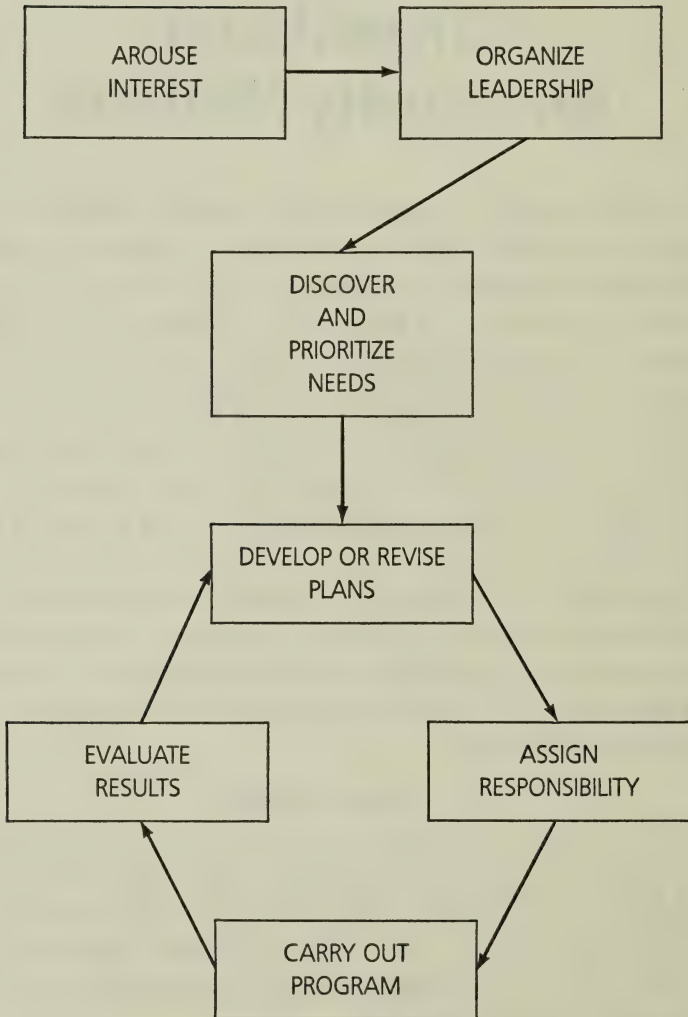 AROUSE
INTEREST
ORGANIZE
LEADERSHIP
DISCOVER
AND
PRIORITIZE
NEEDS
DEVELOP OR REVISE
PLANS
ASSIGN
RESPONSIBILITY
CARRY OUT
PROGRAM
EVALUATE
RESULTS